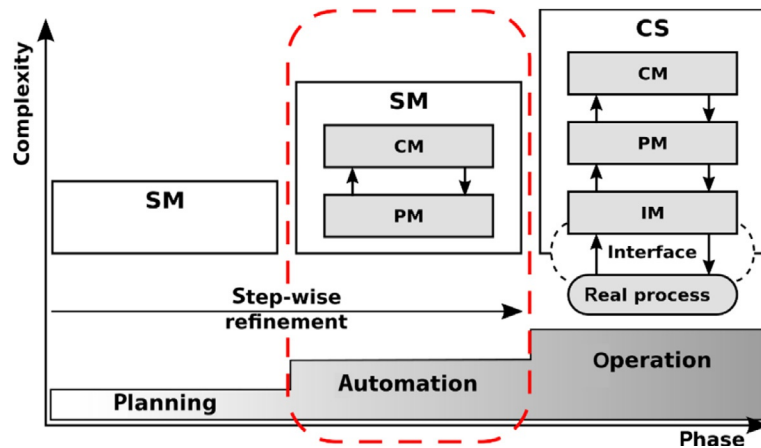 Complexity
SM
SM
CM
PM
CS
CM
PM
IM
Interface
Real process
Step-wise
refinement
Planning
Automation
Operation
Phase